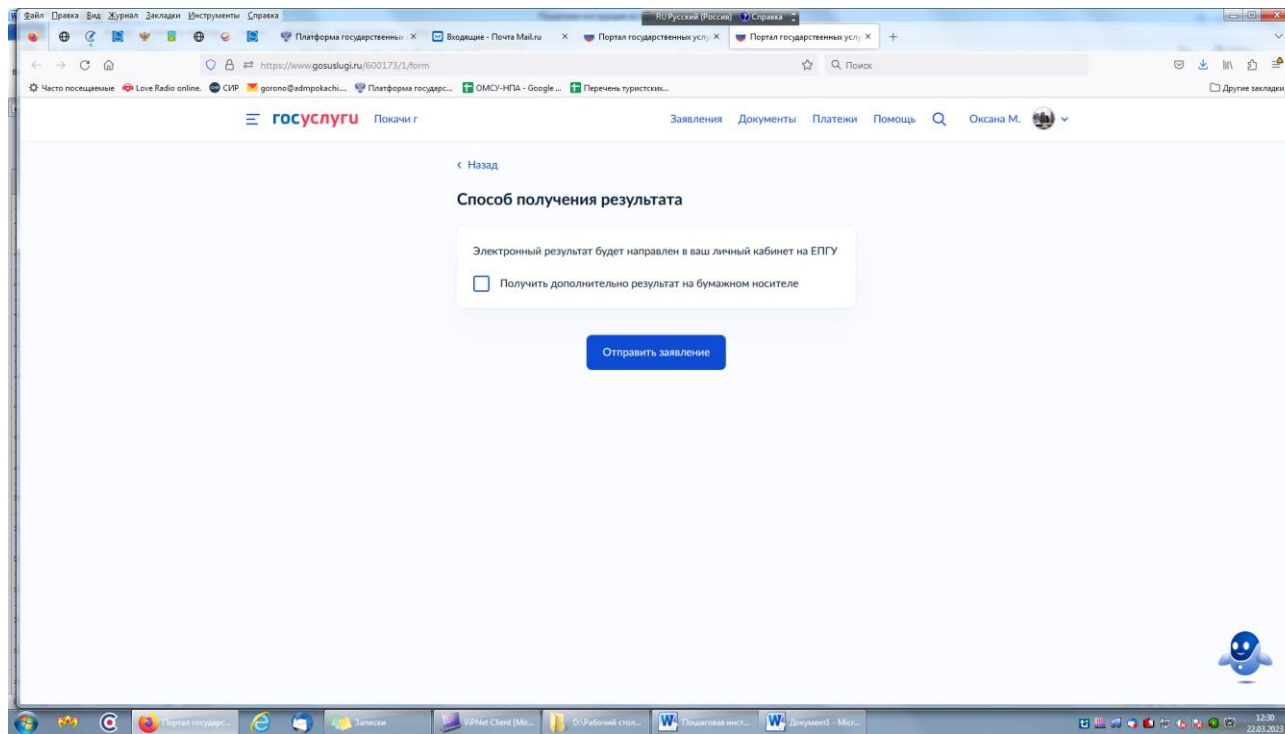 Файл Правка Вид Журнал Закладки Инструменты Справка
RU Русский (Россия) Справка
Платформа государственны
Входящие - Почта Mail.ru
Портал государственных услу
Портал государственных услу
https://www.gosuslugi.ru/600173/1/form
Поиск
Часто посещаемые Love Radio online. СИР gorono@admpokachi.... Платформа государс... ОМСУ-НПА - Google ... Перечень туристских...
Другие закладки
госуслуги Покачи г Заявления Документы Платежи Помощь Оксана М.
Назад
Способ получения результата
Электронный результат будет направлен в ваш личный кабинет на ЕПГУ
Получить дополнительно результат на бумажном носителе
Отправить заявление
Портал государс... Записки ViPNet Client [Мо... D:\Рабочий стол... Пошаговая инст... Документ1 - Micr...
12:30
22.03.2023